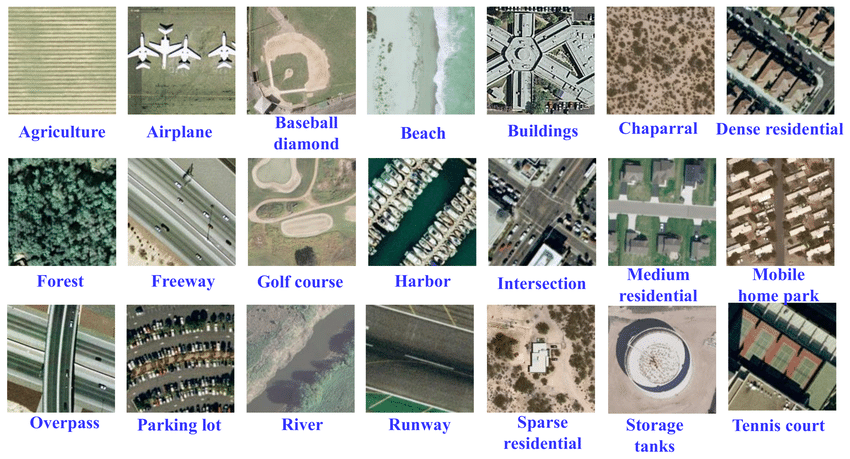 Agriculture
Airplane
Baseball
diamond
Beach
Buildings
Chaparral
Dense residential
Forest
Freeway
Golf course
Harbor
Intersection
Medium
residential
Mobile
home park
Overpass
Parking lot
River
Runway
Sparse
residential
Storage
tanks
Tennis court